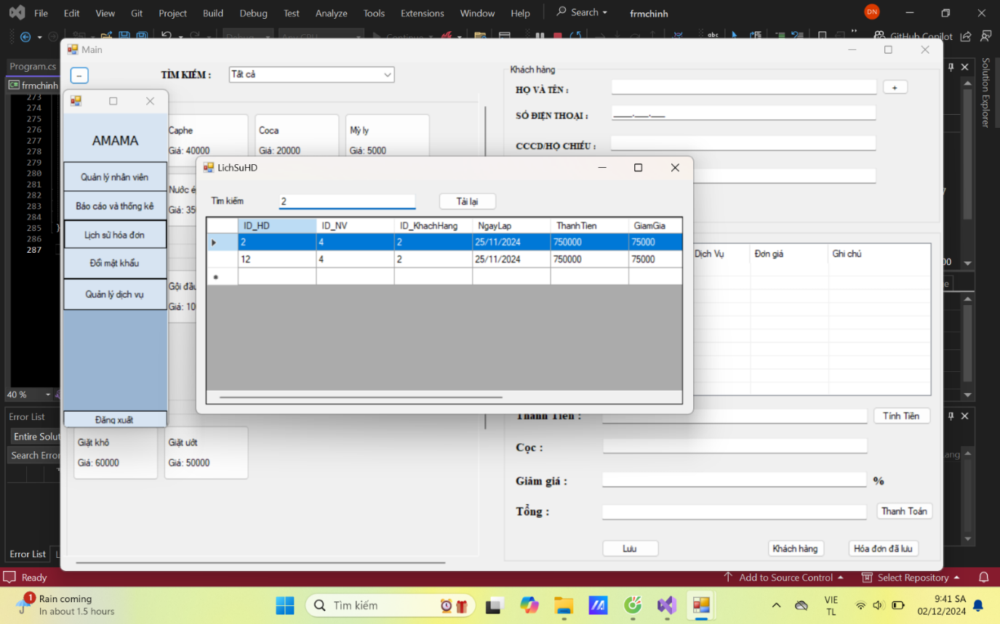 File Edit View Git Project Build Debug Test Analyze Tools Extensions Window Help Search frmchinh DN
Debug Any CPU Continue abc GitHub Copilot
Program.cs
frmchinh
273
274
275
276
277
278
279
280
281
282
283
284
285 }
286
287
40 %
Error List
Entire Solut
Search Error
Error List
Solution Explorer
Main
--
TÌM KIẾM :
Tất cả
AMAMA
Quản lý nhân viên
Báo cáo và thống kê
Lịch sử hóa đơn
Đổi mật khẩu
Quản lý dịch vụ
Đăng xuất
Caphe
Giá: 40000
Coca
Giá: 20000
Mỳ ly
Giá: 5000
Nước é
Giá: 350
Gội đầu
Giá: 10
Giặt khô
Giá: 60000
Giặt ướt
Giá: 50000
Khách hàng
HỌ VÀ TÊN :
+
SỐ ĐIỆN THOẠI :
CCCD/HỘ CHIẾU :
LichSuHD
Tìm kiếm
2
Tải lại
ID_HD ID_NV ID_KhachHang NgayLap ThanhTien GiamGia
2 4 2 25/11/2024 750000 75000
12 4 2 25/11/2024 750000 75000
Dịch Vụ Đơn giá Ghi chú
Thành Tiền :
Tính Tiền
Cọc :
Giảm giá :
%
Tổng :
Thanh Toán
Lưu
Khách hàng
Hóa đơn đã lưu
Ready
Add to Source Control
Select Repository
1
Rain coming
In about 1.5 hours
Tìm kiếm
VIE
TL
9:41 SA
02/12/2024